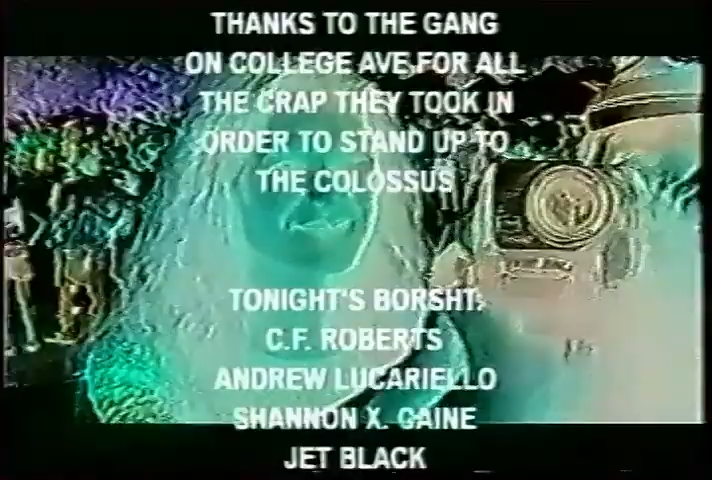 THANKS TO THE GANG
ON COLLEGE AVE,FOR ALL
THE CRAP THEY TOOK IN
ORDER TO STAND UP TO
THE COLOSSUS
TONIGHT'S BORSHT:
C.F. ROBERTS
ANDREW LUCARIELLO
SHANNON X. CAINE
JET BLACK